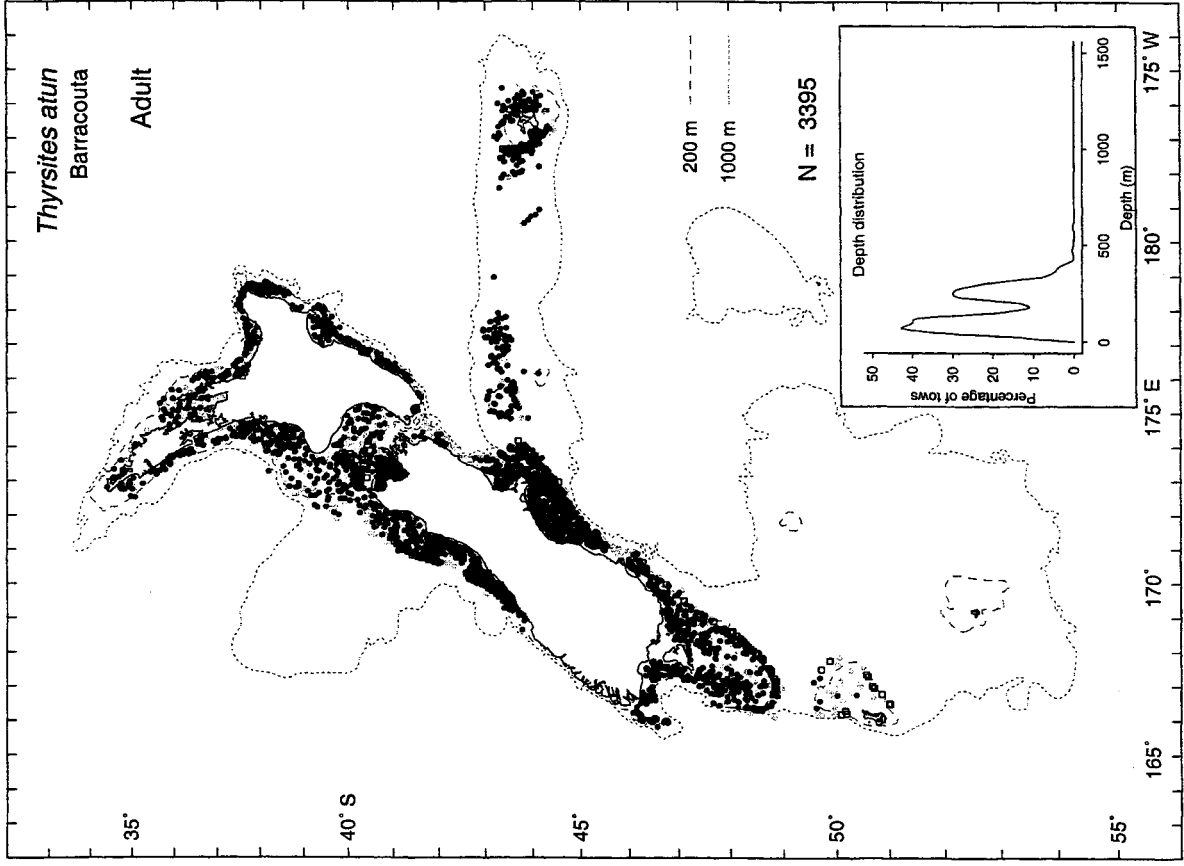 Thyrsites atun
Barracouta
Adult
200 m
1000 m
N = 3395
Depth distribution
Percentage of tows
50
40
30
20
10
0
0
500
1000
1500
Depth (m)
35°
40° S
45°
50°
55°
165°
170°
175° E
180°
175° W